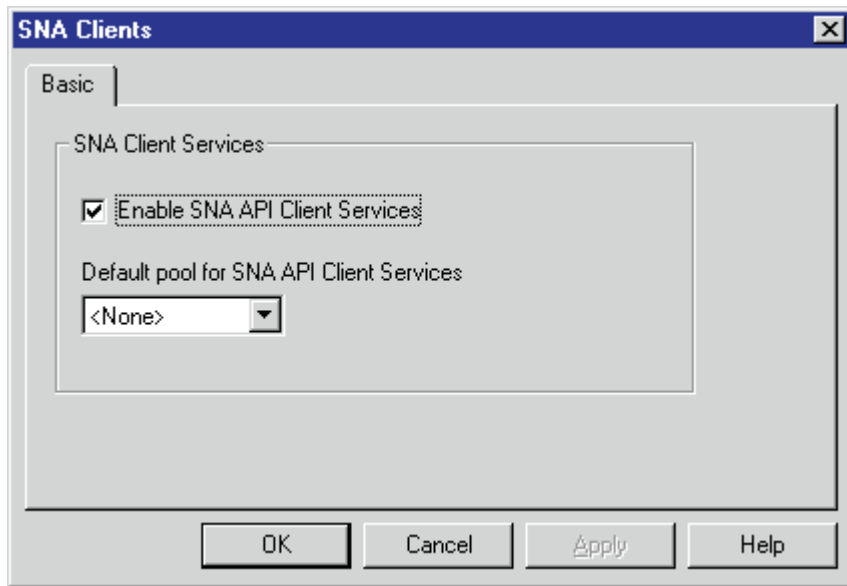 SNA Clients
Basic
SNA Client Services
Enable SNA API Client Services
Default pool for SNA API Client Services
<None>
OK Cancel Apply Help